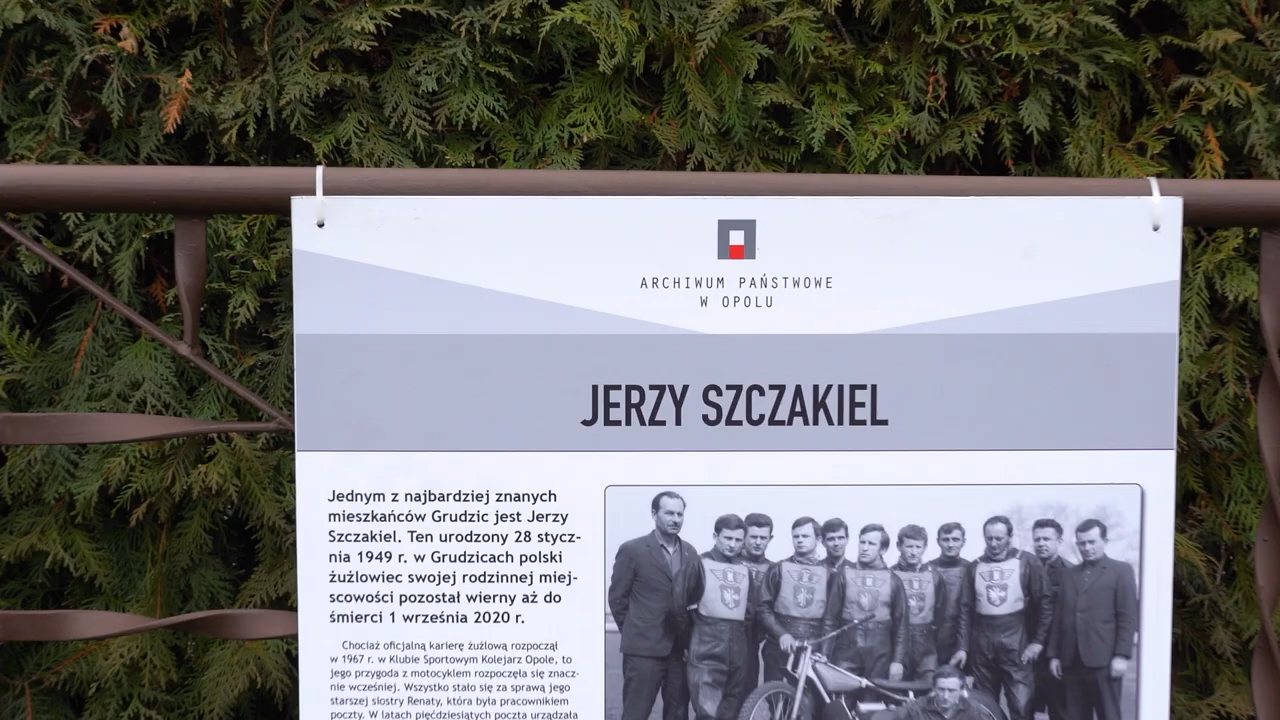 ARCHIWUM PAŃSTWOWE
W OPOLU
JERZY SZCZAKIEL
Jednym z najbardziej znanych
mieszkańców Grudzic jest Jerzy
Szczakiel. Ten urodzony 28 stycz-
nia 1949 r. w Grudzicach polski
żużlowiec swojej rodzinnej miej-
scowości pozostał wierny aż do
śmierci 1 września 2020 r.
Chociaż oficjalną karierę żużlową rozpoczął
w 1967 r. w Klubie Sportowym Kolejarz Opole, to
jego przygoda z motocyklem rozpoczęła się znacz-
nie wcześniej. Wszystko stało się za sprawą jego
starszej siostry Renaty, która była pracownikiem
poczty. W latach pięćdziesiątych poczta urządzała